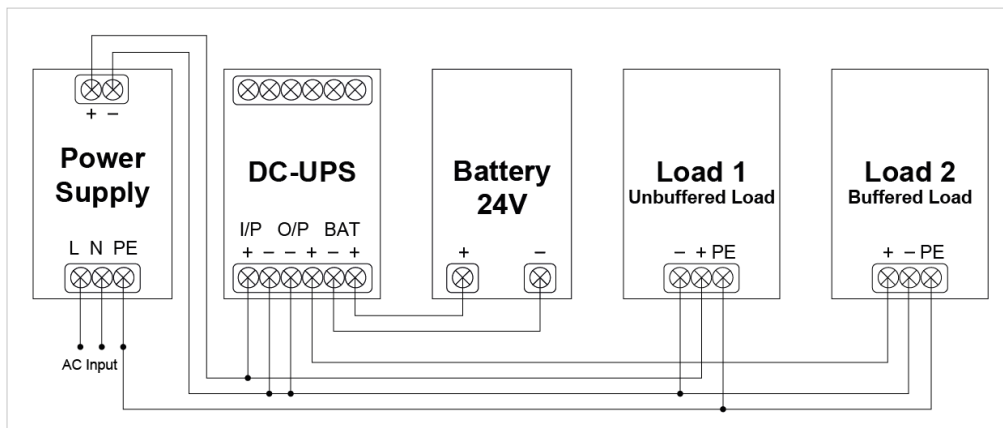 + −
Power
Supply
L N PE
AC Input
DC-UPS
I/P O/P BAT
+ − − + − +
Battery
24V
+ −
Load 1
Unbuffered Load
− + PE
Load 2
Buffered Load
+ − PE